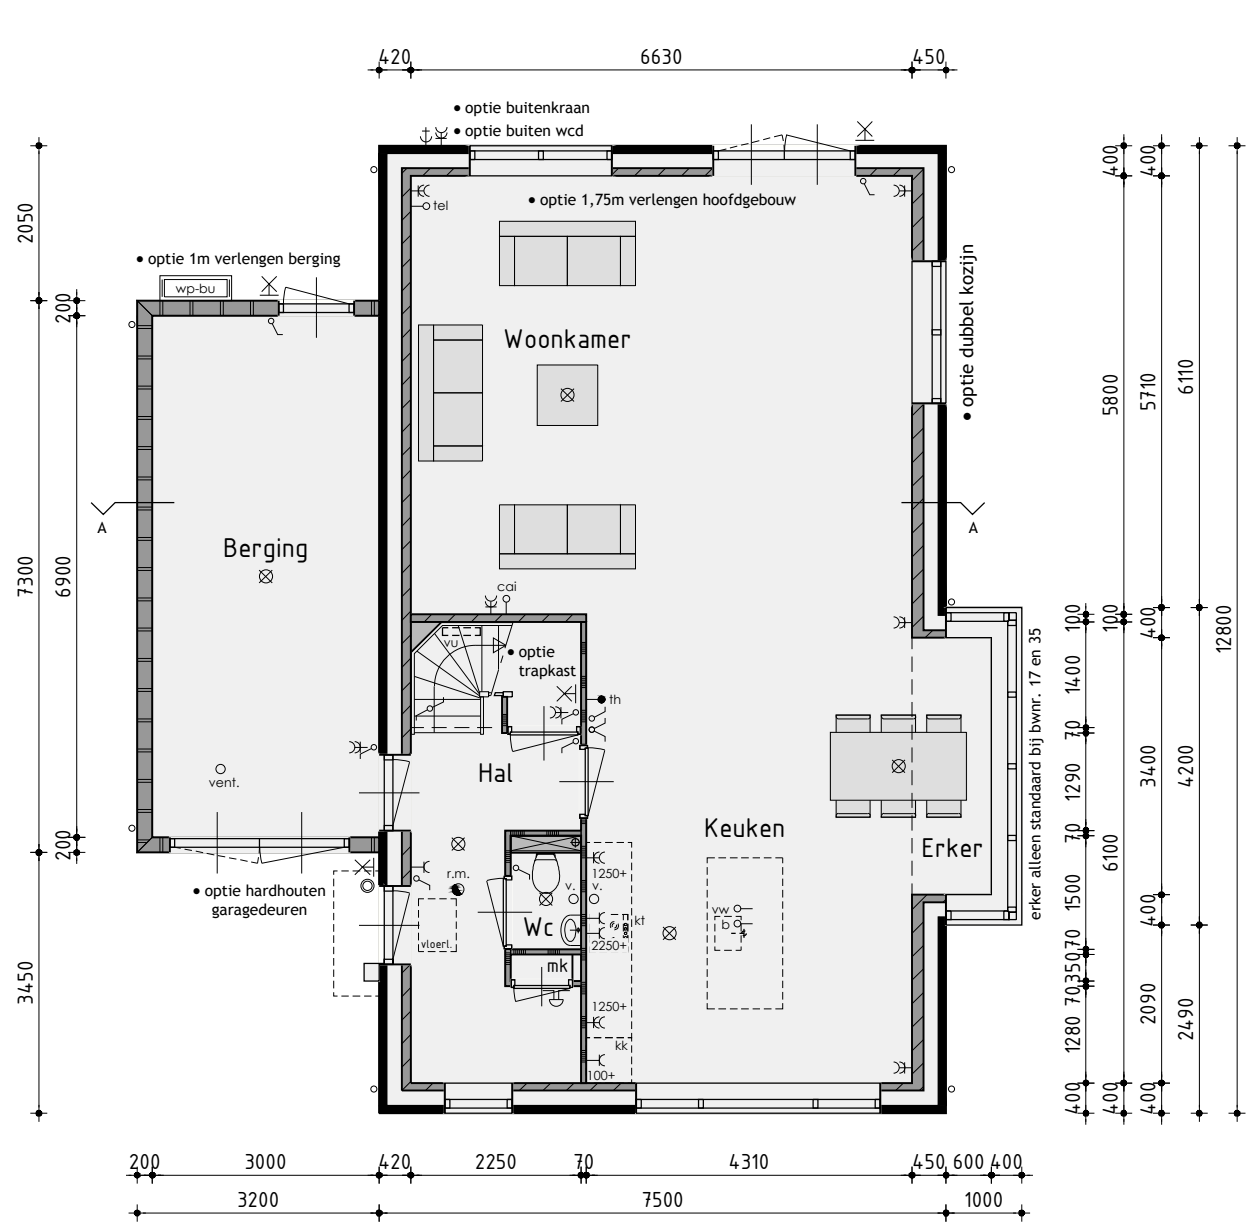 420
6630
450
• optie buitenkraan
• optie buiten wcd
tel
• optie 1,75m verlengen hoofdgebouw
• optie 1m verlengen berging
wp-bu
• optie dubbel kozijn
Woonkamer
Berging
A
A
cai
vu
• optie
trapkast
th
vent.
Hal
Keuken
Erker
erker alleen standaard bij bwnr. 17 en 35
• optie hardhouten
garagedeuren
r.m.
vloerl.
v.
v.
Wc
mk
1250+
kt
2250+
1250+
kk
100+
vw
b
2050
7300
3450
200
6900
200
100
1400
70
1290
70
1500
70
350
70
1280
400
400
5800
100
6100
400
400
5710
400
3400
400
2090
400
6110
4200
2490
12800
200
3000
420
2250
70
4310
450
600
400
3200
7500
1000